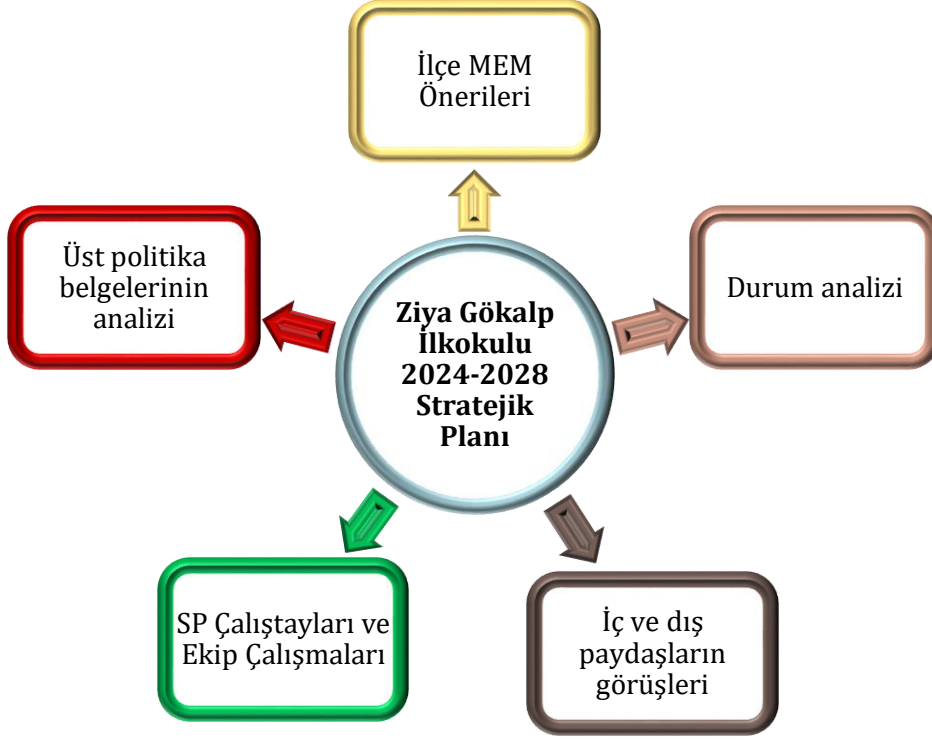 İlçe MEM
Önerileri
Üst politika
belgelerinin
analizi
Durum analizi
Ziya Gökalp
İlkokulu
2024-2028
Stratejik
Planı
SP Çalıştayları ve
Ekip Çalışmaları
İç ve dış
paydaşların
görüşleri